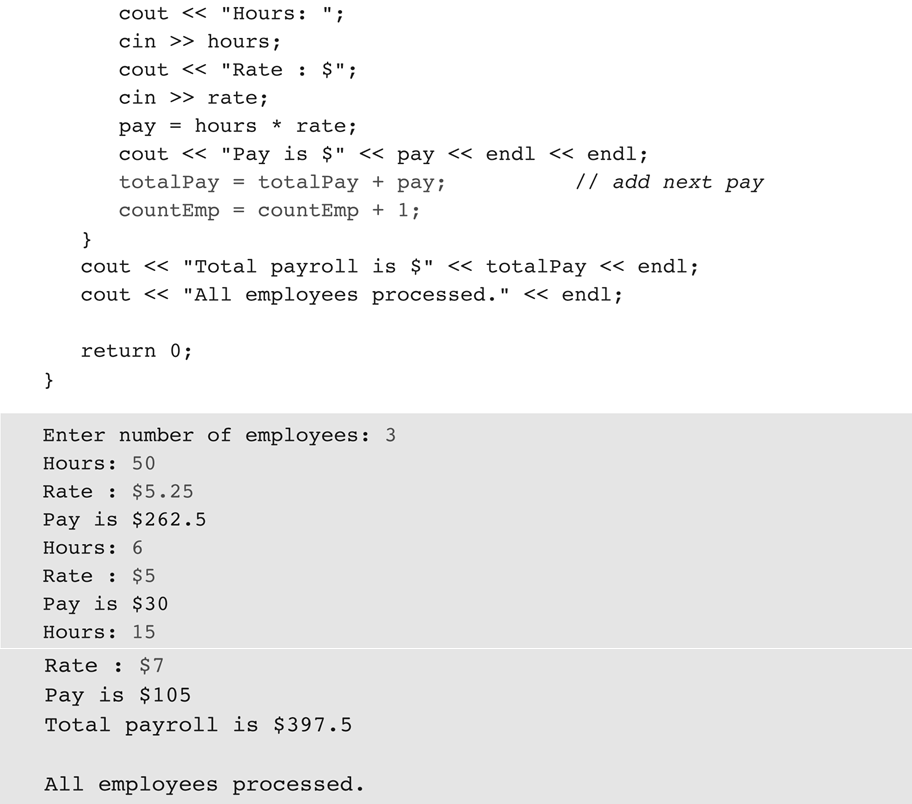 cout << "Hours: ";
cin >> hours;
cout << "Rate : $";
cin >> rate;
pay = hours * rate;
cout << "Pay is $" << pay << endl << endl;
totalPay = totalPay + pay;          // add next pay
countEmp = countEmp + 1;
}
cout << "Total payroll is $" << totalPay << endl;
cout << "All employees processed." << endl;
return 0;
}
Enter number of employees: 3
Hours: 50
Rate : $5.25
Pay is $262.5
Hours: 6
Rate : $5
Pay is $30
Hours: 15
Rate : $7
Pay is $105
Total payroll is $397.5
All employees processed.